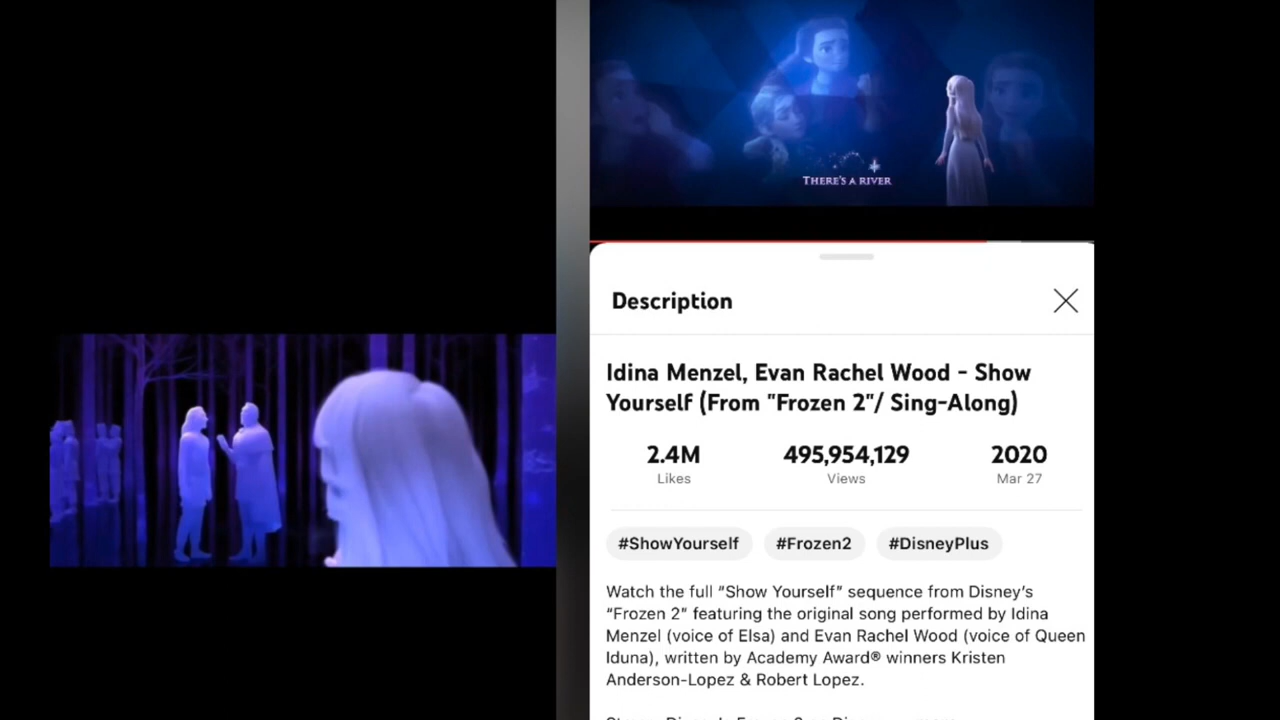 THERE'S A RIVER
Description
Idina Menzel, Evan Rachel Wood - Show
Yourself (From "Frozen 2"/ Sing-Along)
2.4M 495,954,129 2020
Likes Views Mar 27
#ShowYourself #Frozen2 #DisneyPlus
Watch the full “Show Yourself” sequence from Disney’s
“Frozen 2” featuring the original song performed by Idina
Menzel (voice of Elsa) and Evan Rachel Wood (voice of Queen
Iduna), written by Academy Award® winners Kristen
Anderson-Lopez & Robert Lopez.